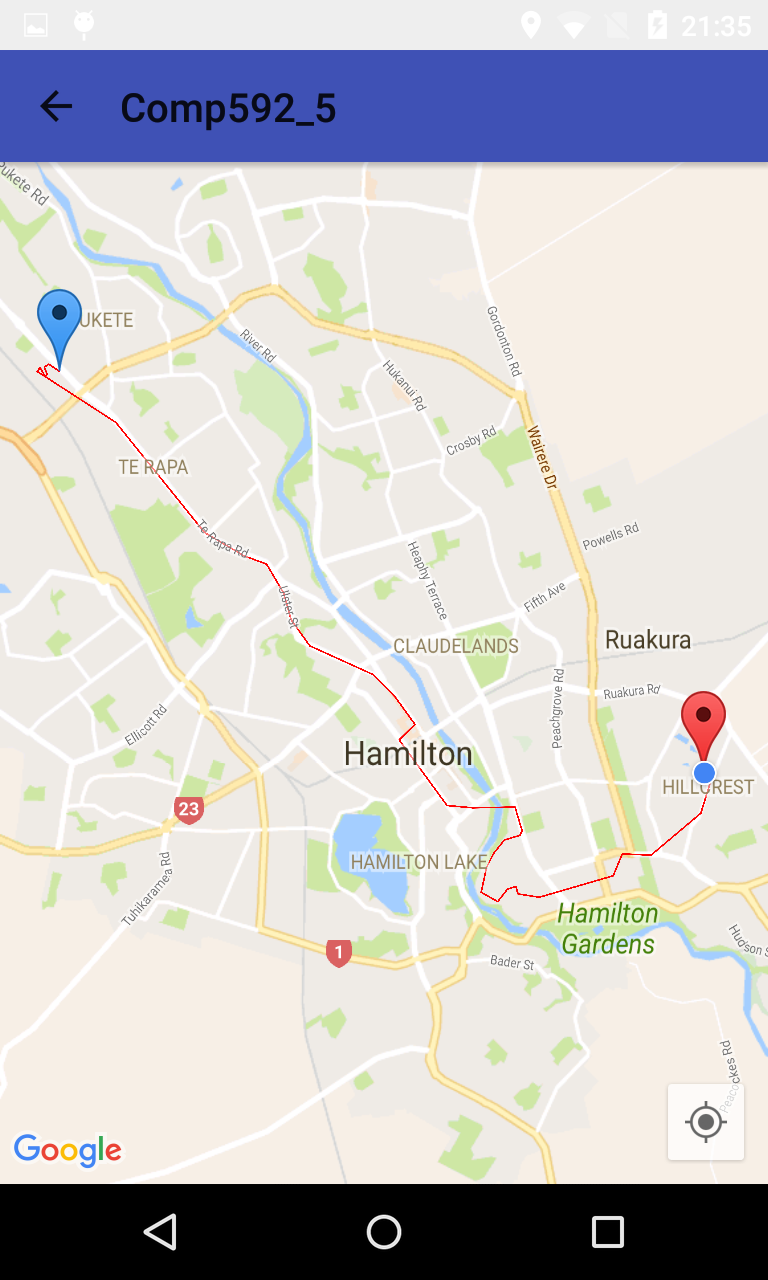 21:35
Comp592_5
Pukete Rd
UKETE
River Rd
Gordonton Rd
Hukanui Rd
Crosby Rd
Wairere Dr
TE RAPA
Te Rapa Rd
Powells Rd
Heaphy Terrace
Fifth Ave
Ulster St
CLAUDELANDS
Ruakura
Peachgrove Rd
Ruakura Rd
Ellicott Rd
Hamilton
HILLCREST
23
HAMILTON LAKE
Tuhikaramea Rd
Hamilton
Gardens
Hudson S
1
Bader St
Peacockes Rd
Google